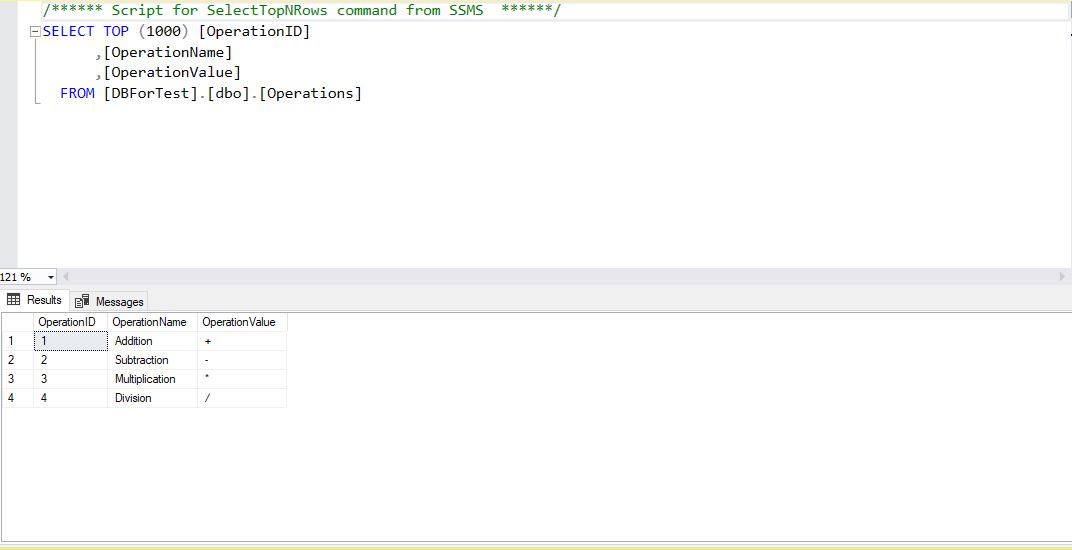 /****** Script for SelectTopNRows command from SSMS  ******/
SELECT TOP (1000) [OperationID]
,[OperationName]
,[OperationValue]
FROM [DBForTest].[dbo].[Operations]
121 %
Results Messages
OperationID OperationName OperationValue
1 1 Addition +
2 2 Subtraction -
3 3 Multiplication *
4 4 Division /